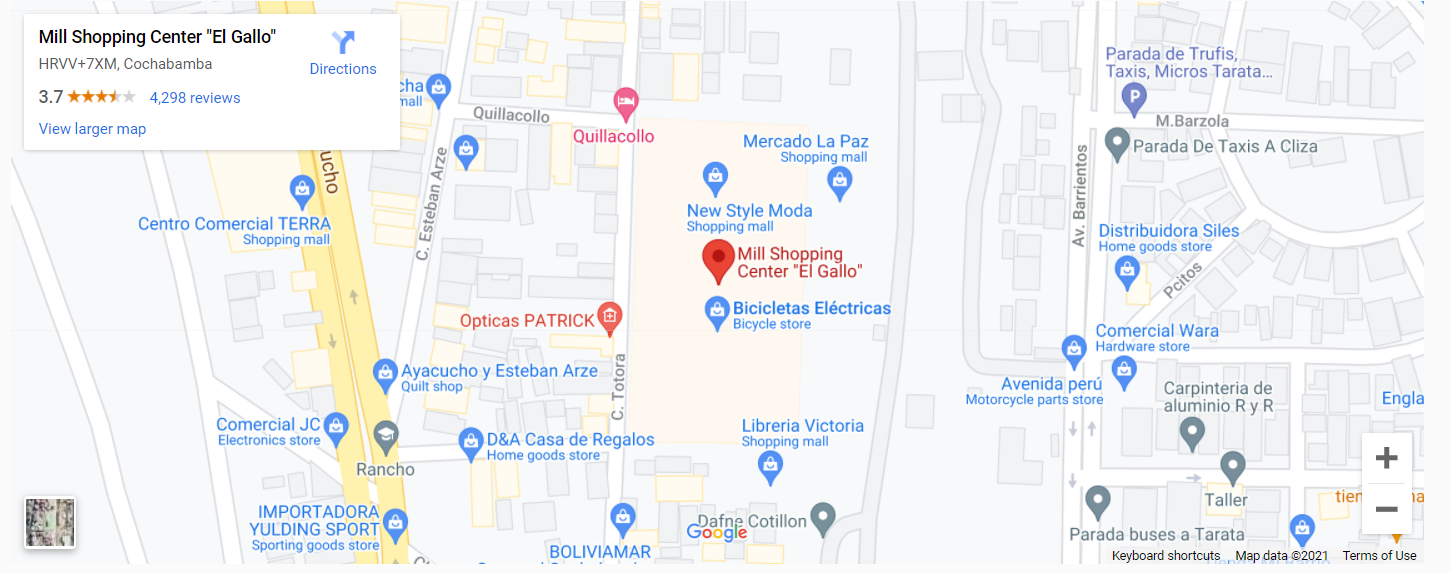 Mill Shopping Center "El Gallo"
HRVV+7XM, Cochabamba
3.7
4,298 reviews
View larger map
Directions
Quillacollo
Quillacollo
C. Esteban Arze
Mercado La Paz
Shopping mall
New Style Moda
Shopping mall
Mill Shopping
Center "El Gallo"
Bicicletas Eléctricas
Bicycle store
Centro Comercial TERRA
Shopping mall
Opticas PATRICK
C. Totora
Ayacucho y Esteban Arze
Quilt shop
Comercial JC
Electronics store
Rancho
D&A Casa de Regalos
Home goods store
Libreria Victoria
Shopping mall
IMPORTADORA
YULDING SPORT
Sporting goods store
BOLIVIAMAR
Dafne Cotillon
Google
Parada de Trufis,
Taxis, Micros Tarata...
P
M.Barzola
Parada De Taxis A Cliza
Av. Barrientos
Distribuidora Siles
Home goods store
Pcitos
Comercial Wara
Hardware store
Avenida perú
Motorcycle parts store
Carpinteria de
aluminio R y R
Engla
Taller
Parada buses a Tarata
Keyboard shortcuts
Map data ©2021
Terms of Use